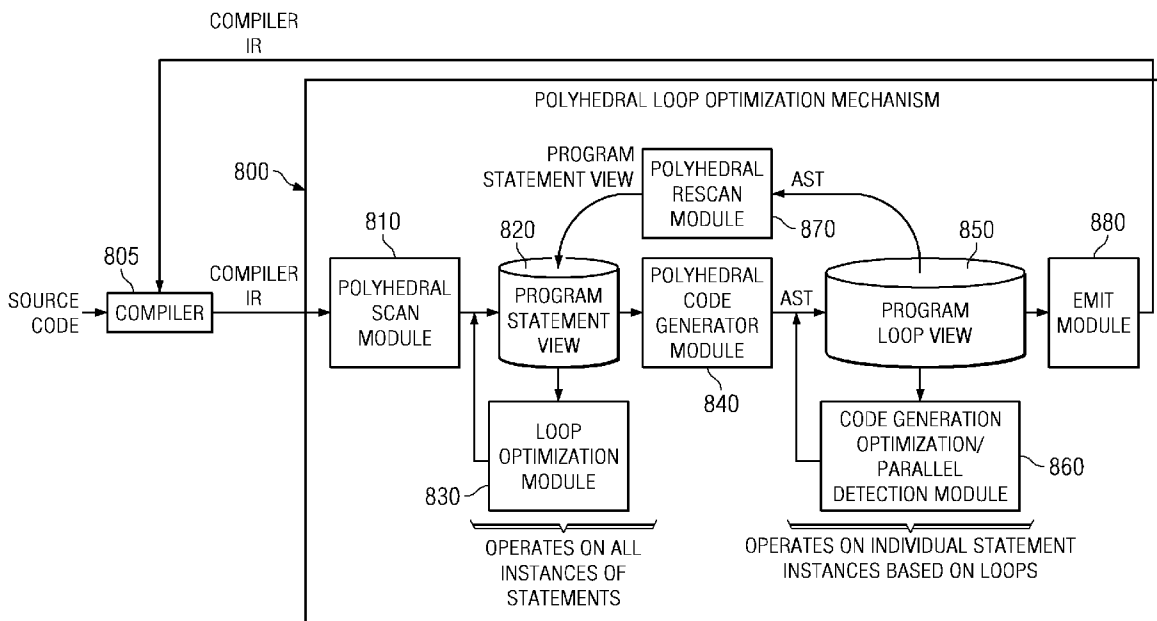 COMPILER
IR
POLYHEDRAL LOOP OPTIMIZATION MECHANISM
800
PROGRAM
STATEMENT VIEW
POLYHEDRAL
RESCAN
MODULE
AST
870
810
820
850
880
805
COMPILER
IR
SOURCE
CODE
COMPILER
POLYHEDRAL
SCAN
MODULE
PROGRAM
STATEMENT
VIEW
POLYHEDRAL
CODE
GENERATOR
MODULE
AST
PROGRAM
LOOP VIEW
EMIT
MODULE
840
LOOP
OPTIMIZATION
MODULE
830
CODE GENERATION
OPTIMIZATION/
PARALLEL
DETECTION MODULE
860
OPERATES ON ALL
INSTANCES OF
STATEMENTS
OPERATES ON INDIVIDUAL STATEMENT
INSTANCES BASED ON LOOPS